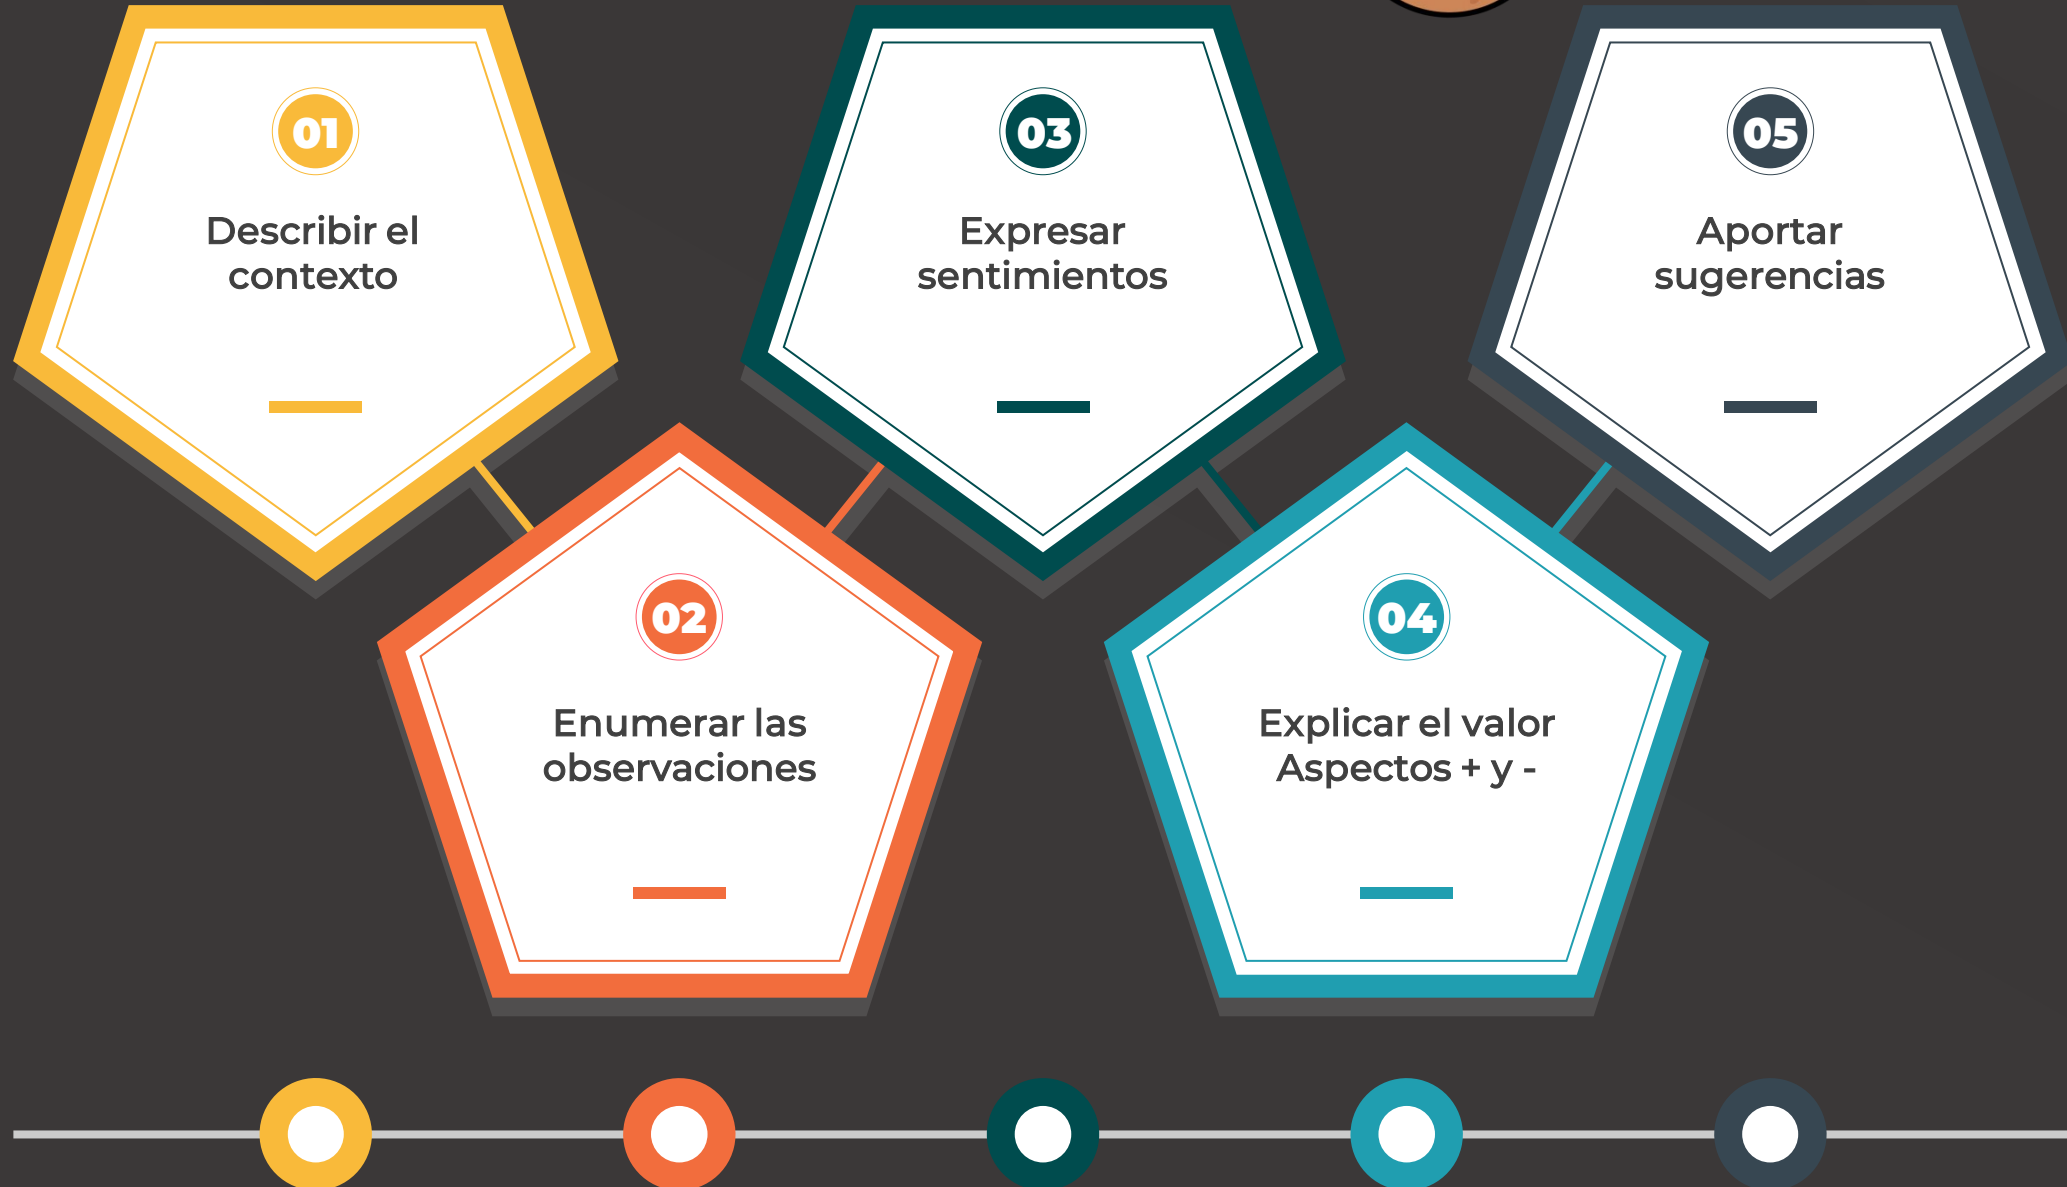 01
Describir el
contexto
02
Enumerar las
observaciones
03
Expresar
sentimientos
04
Explicar el valor
Aspectos + y -
05
Aportar
sugerencias